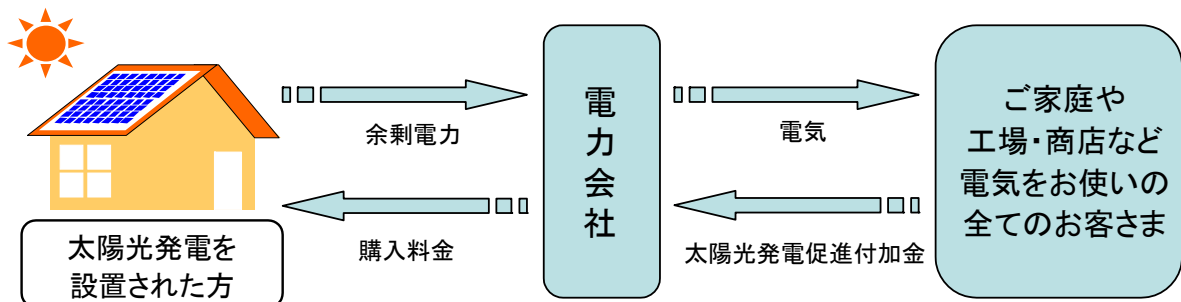 余剰電力
購入料金
太陽光発電を
設置された方
電力会社
電気
太陽光発電促進付加金
ご家庭や
工場・商店など
電気をお使いの
全てのお客さま